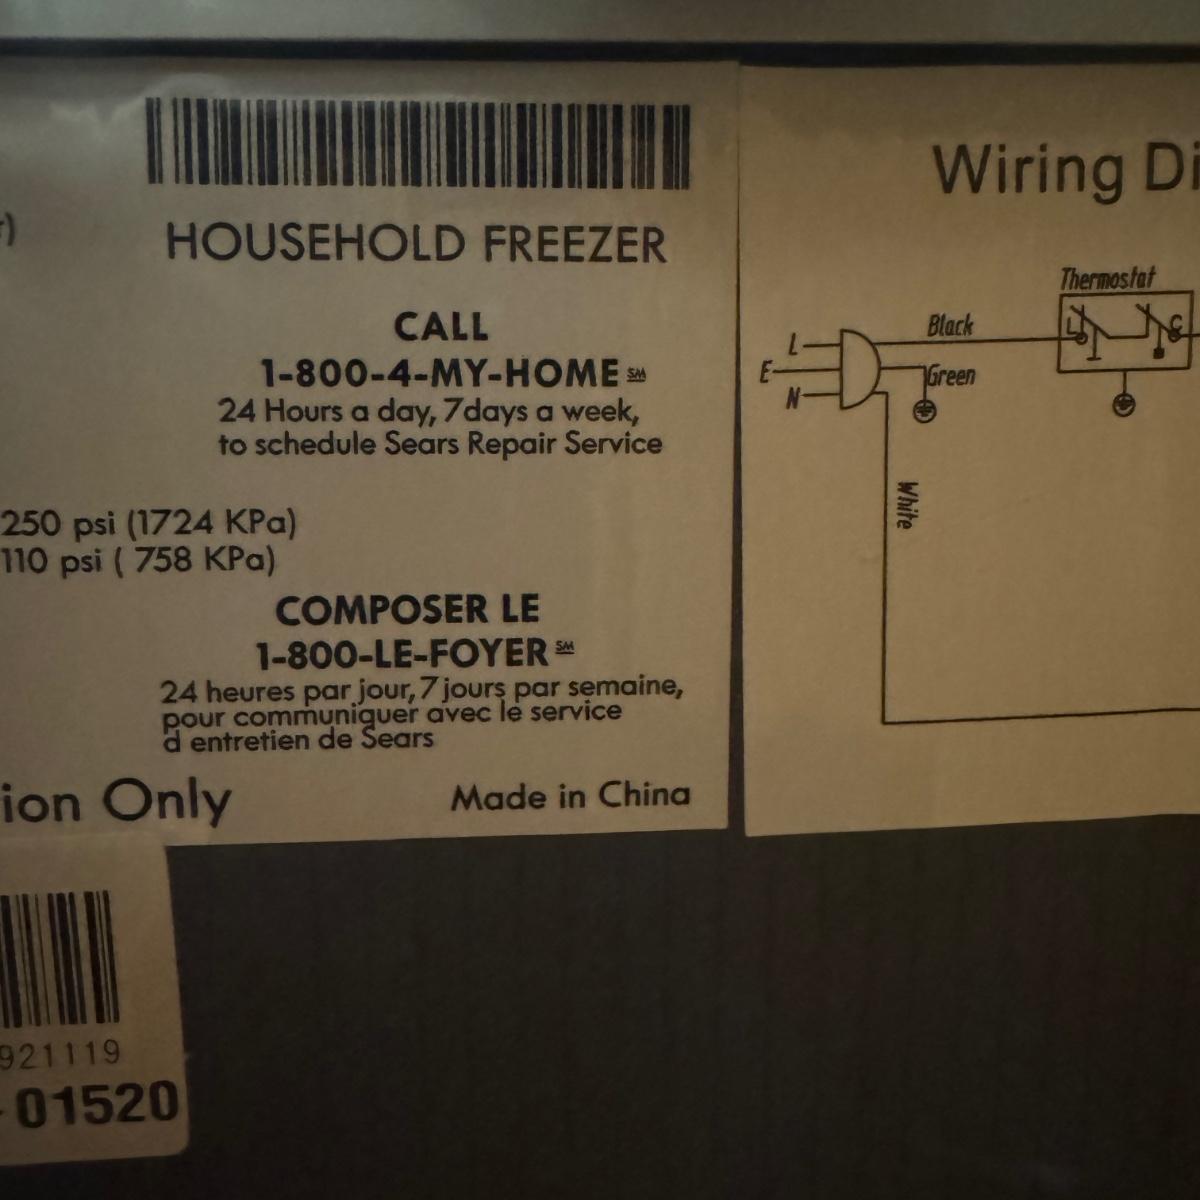 r)
HOUSEHOLD FREEZER
CALL
1-800-4-MY-HOME SM
24 Hours a day, 7days a week,
to schedule Sears Repair Service
250 psi (1724 KPa)
110 psi ( 758 KPa)
COMPOSER LE
1-800-LE-FOYER SM
24 heures par jour, 7 jours par semaine,
pour communiquer avec le service
d entretien de Sears
ion Only
Made in China
921119
- 01520
Wiring Di
Thermostat
L
C
Black
L
E
Green
N
White